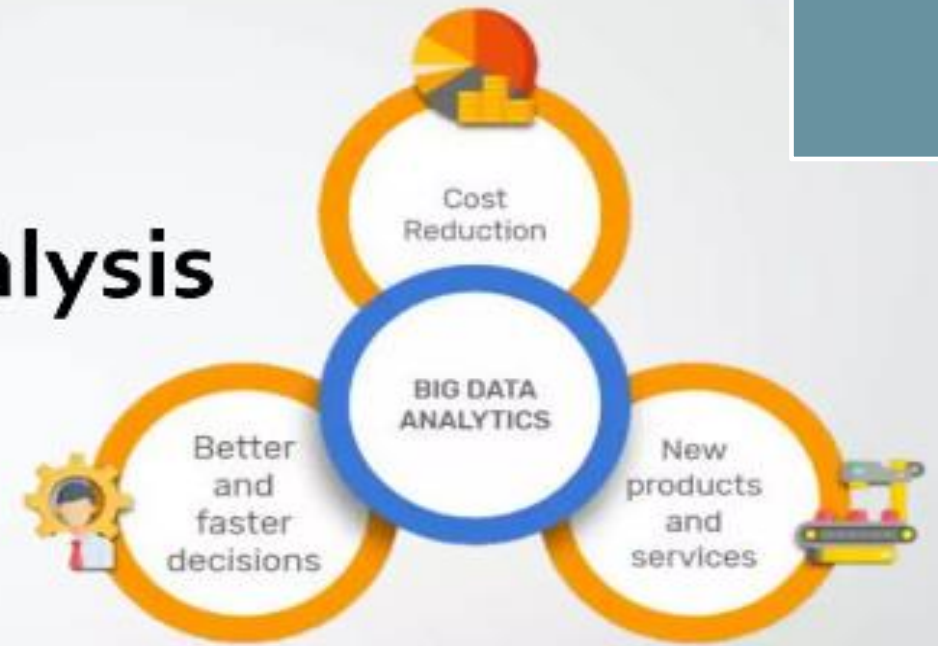 alysis
Cost
Reduction
BIG DATA
ANALYTICS
Better
and
faster
decisions
New
products
and
services